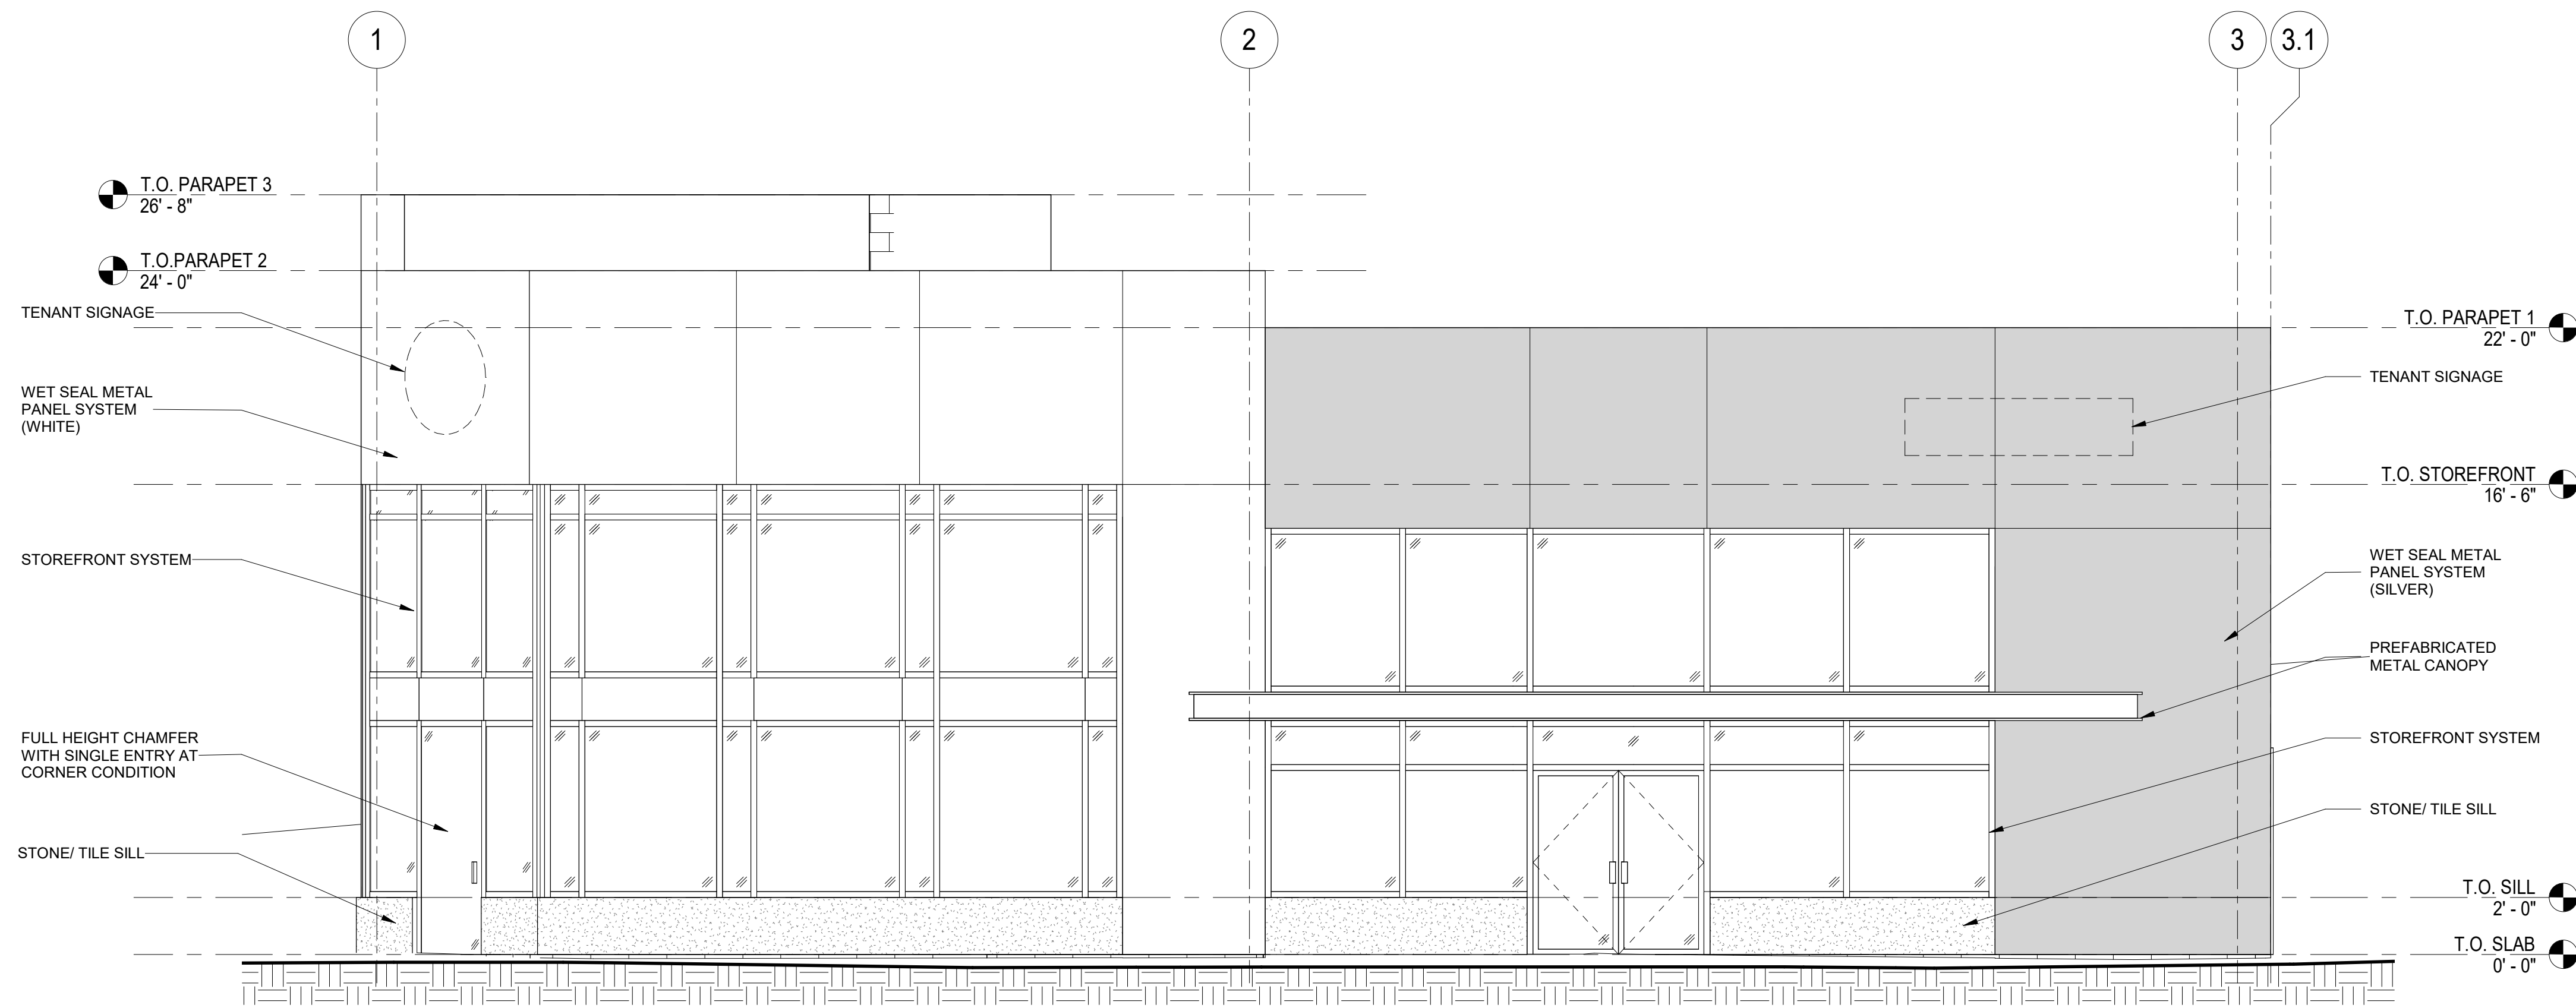 1
2
3
3.1
T.O. PARAPET 3
26' - 8"
T.O.PARAPET 2
24' - 0"
TENANT SIGNAGE
WET SEAL METAL
PANEL SYSTEM
(WHITE)
STOREFRONT SYSTEM
FULL HEIGHT CHAMFER
WITH SINGLE ENTRY AT
CORNER CONDITION
STONE/ TILE SILL
T.O. PARAPET 1
22' - 0"
TENANT SIGNAGE
T.O. STOREFRONT
16' - 6"
WET SEAL METAL
PANEL SYSTEM
(SILVER)
PREFABRICATED
METAL CANOPY
STOREFRONT SYSTEM
STONE/ TILE SILL
T.O. SILL
2' - 0"
T.O. SLAB
0' - 0"